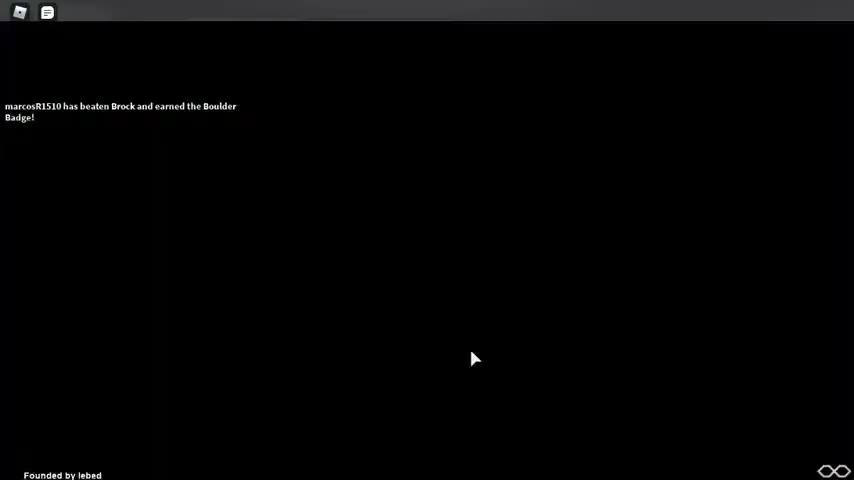 marcosR1510 has beaten Brock and earned the Boulder
Badge!
Founded by lebed